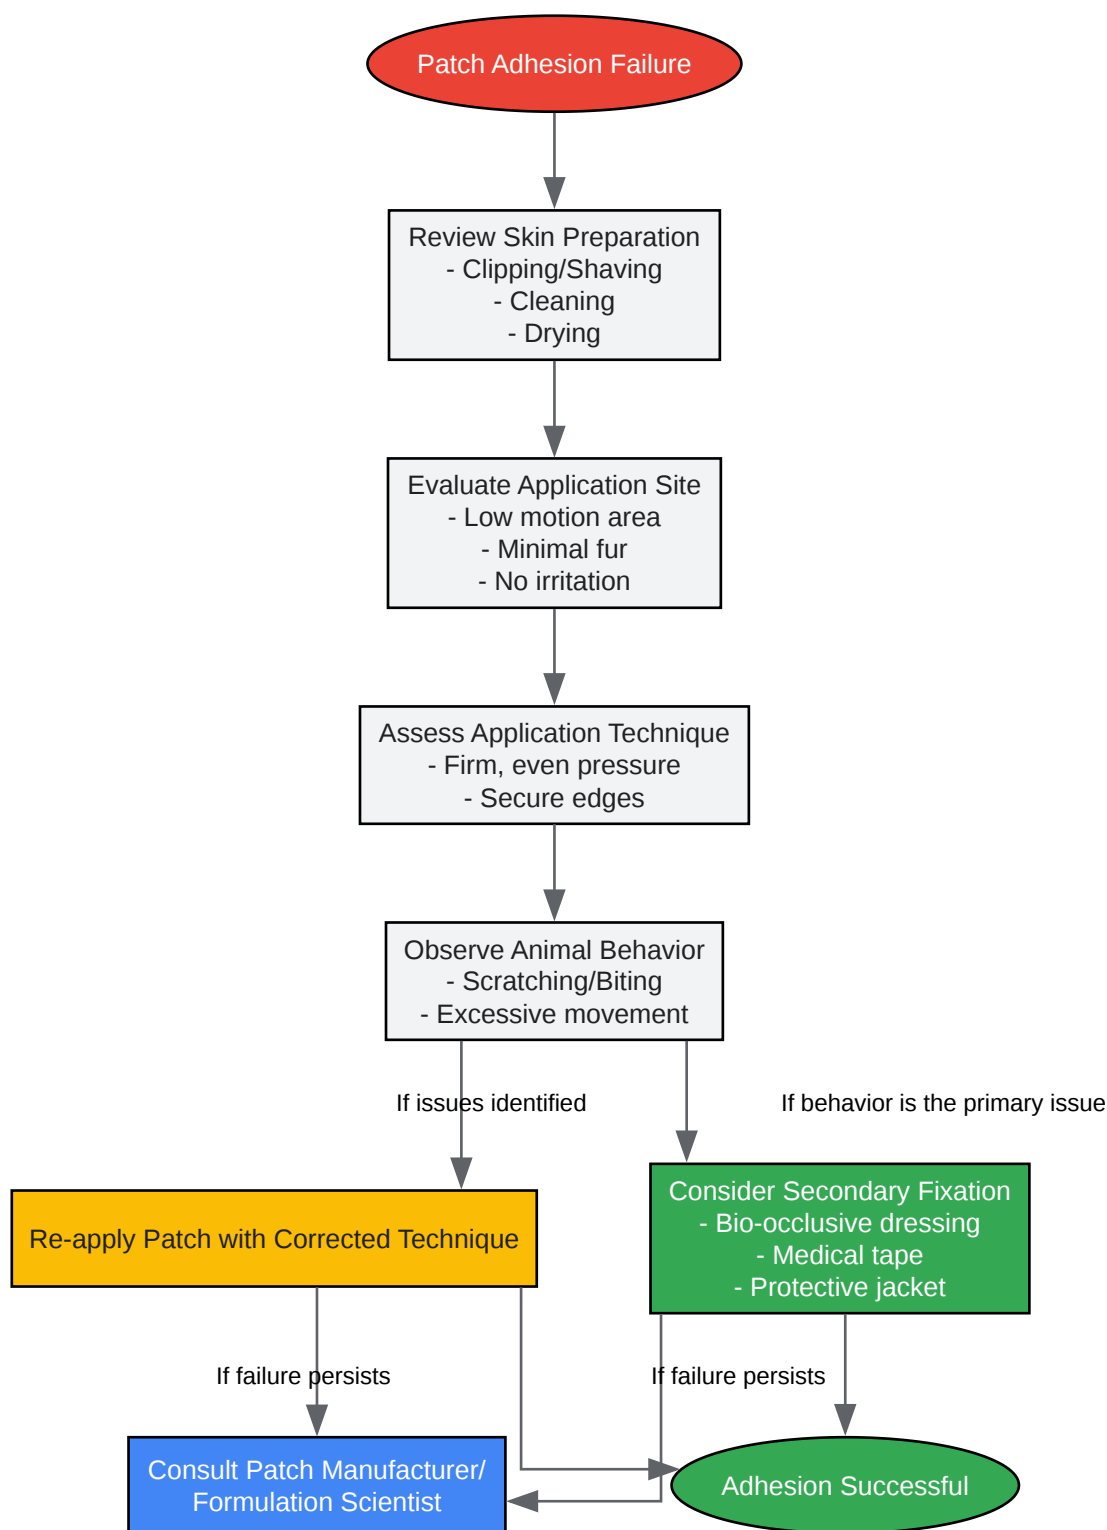 Patch Adhesion Failure
Review Skin Preparation
- Clipping/Shaving
- Cleaning
- Drying
Evaluate Application Site
- Low motion area
- Minimal fur
- No irritation
Assess Application Technique
- Firm, even pressure
- Secure edges
Observe Animal Behavior
- Scratching/Biting
- Excessive movement
If issues identified
If behavior is the primary issue
Re-apply Patch with Corrected Technique
Consider Secondary Fixation
- Bio-occlusive dressing
- Medical tape
- Protective jacket
If failure persists
If failure persists
Consult Patch Manufacturer/
Formulation Scientist
Adhesion Successful